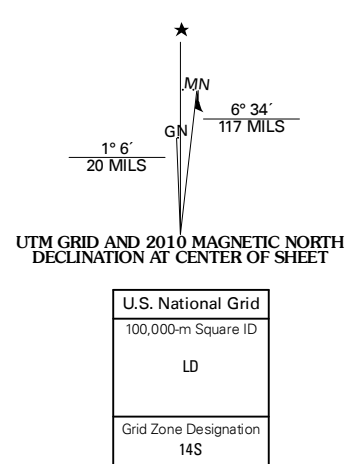 ★
MN
GN
6° 34´
117 MILS
1° 6´
20 MILS
UTM GRID AND 2010 MAGNETIC NORTH
DECLINATION AT CENTER OF SHEET
U.S. National Grid
100,000-m Square ID
LD
Grid Zone Designation
14S